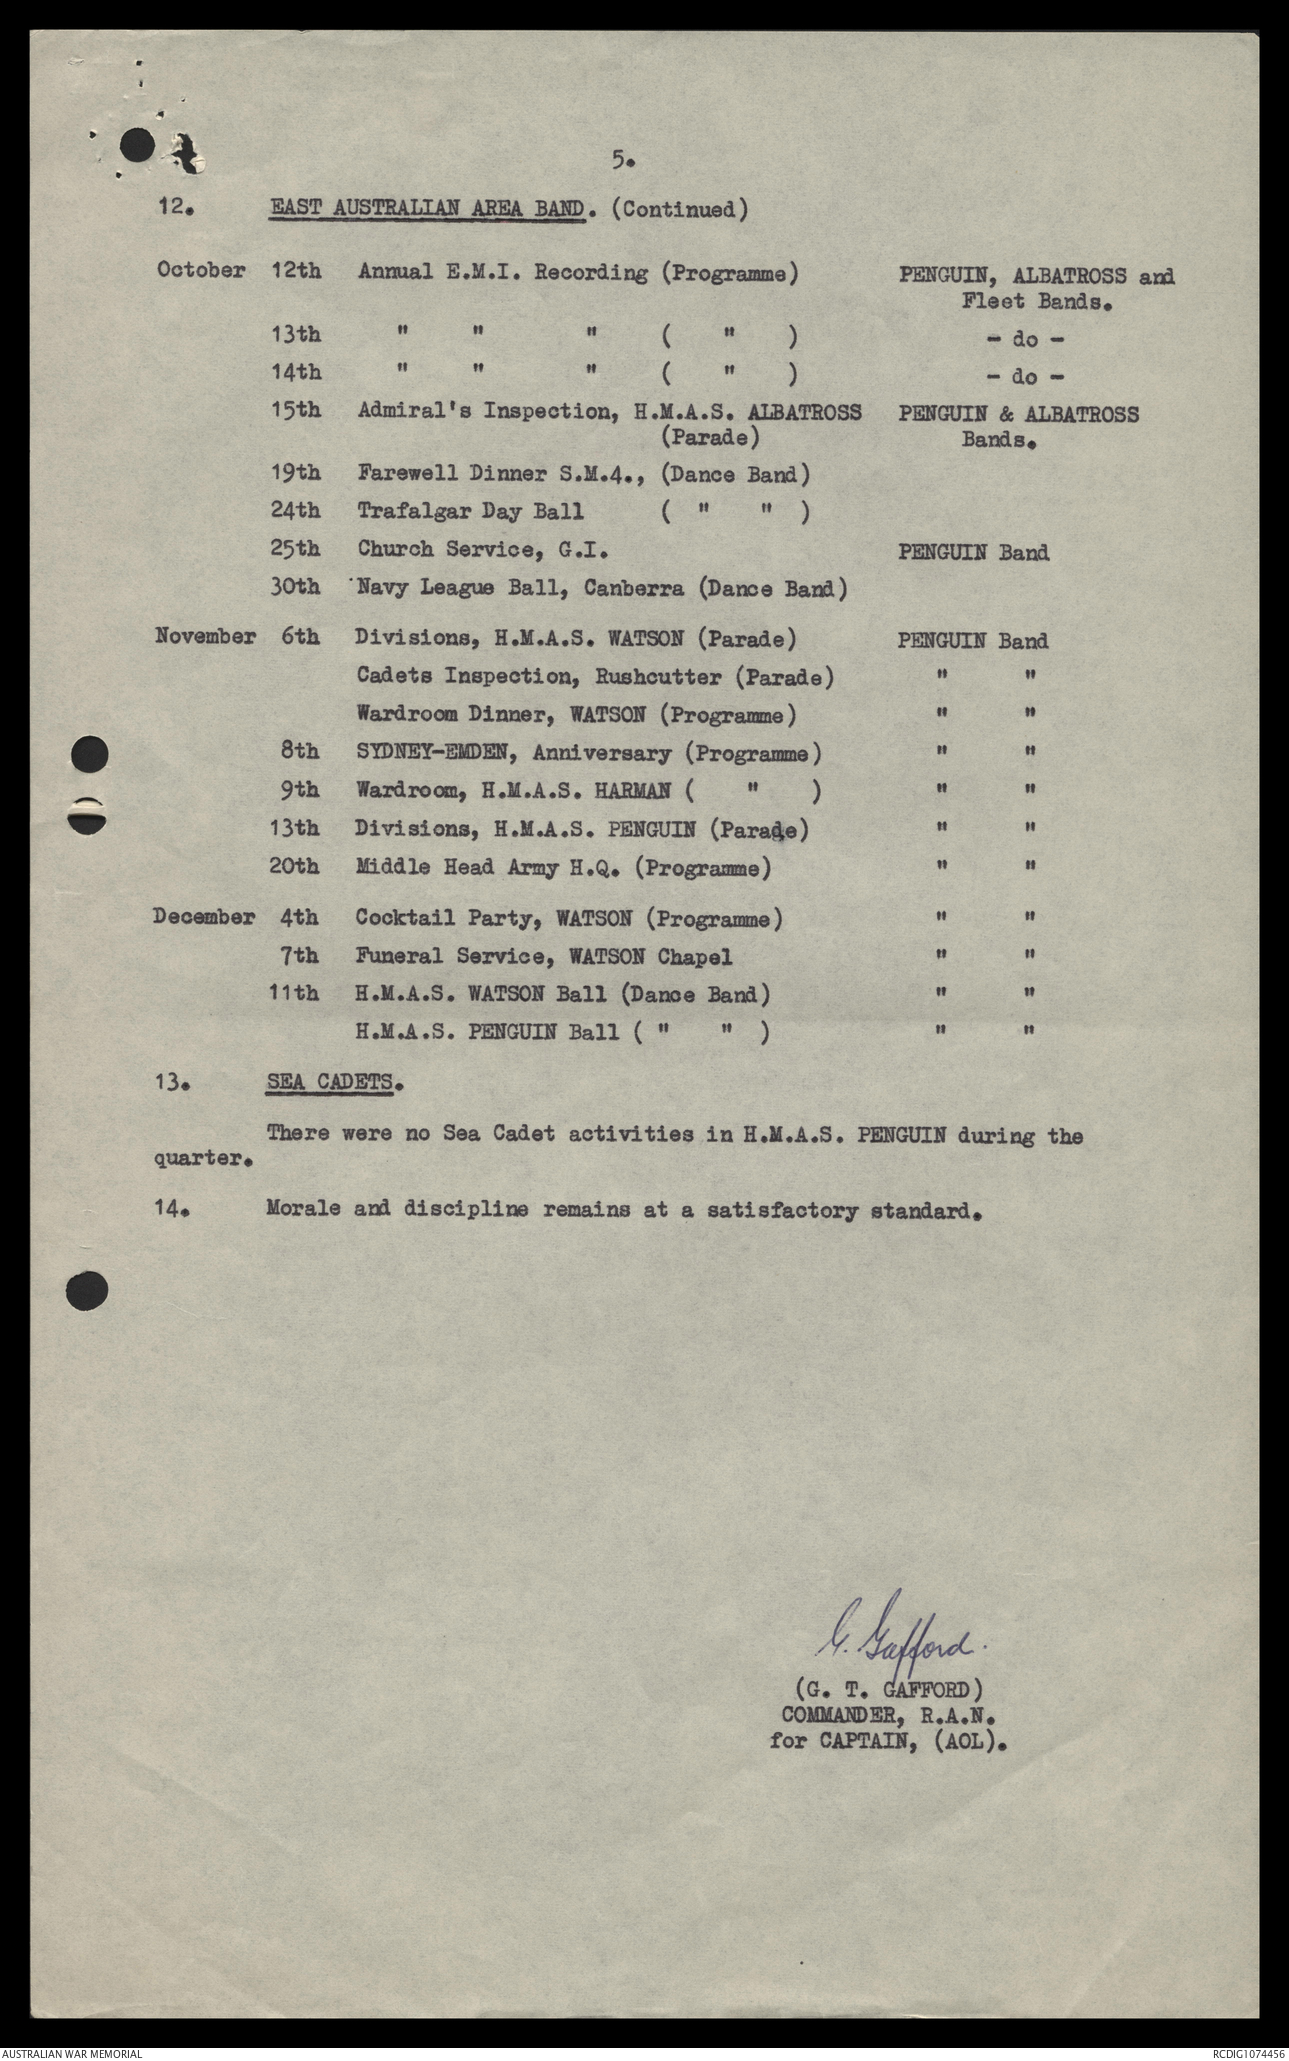 5.
12. EAST AUSTRALIAN AREA BAND. (Continued)
October 12th Annual E.M.I. Recording (Programme) PENGUIN, ALBATROSS and
Fleet Bands.
13th " " " ( " ) - do -
14th " " " ( " ) - do -
15th Admiral's Inspection, H.M.A.S. ALBATROSS PENGUIN & ALBATROSS
(Parade) Bands.
19th Farewell Dinner S.M.4., (Dance Band)
24th Trafalgar Day Ball ( " " )
25th Church Service, G.I. PENGUIN Band
30th Navy League Ball, Canberra (Dance Band)
November 6th Divisions, H.M.A.S. WATSON (Parade) PENGUIN Band
Cadets Inspection, Rushcutter (Parade) " "
Wardroom Dinner, WATSON (Programme) " "
8th SYDNEY-EMDEN, Anniversary (Programme) " "
9th Wardroom, H.M.A.S. HARMAN ( " ) " "
13th Divisions, H.M.A.S. PENGUIN (Parade) " "
20th Middle Head Army H.Q. (Programme) " "
December 4th Cocktail Party, WATSON (Programme) " "
7th Funeral Service, WATSON Chapel " "
11th H.M.A.S. WATSON Ball (Dance Band) " "
H.M.A.S. PENGUIN Ball ( " " ) " "
13. SEA CADETS.
There were no Sea Cadet activities in H.M.A.S. PENGUIN during the
quarter.
14. Morale and discipline remains at a satisfactory standard.
G. Gafford.
(G. T. GAFFORD)
COMMANDER, R.A.N.
for CAPTAIN, (AOL).
AUSTRALIAN WAR MEMORIAL RCDIG1074456